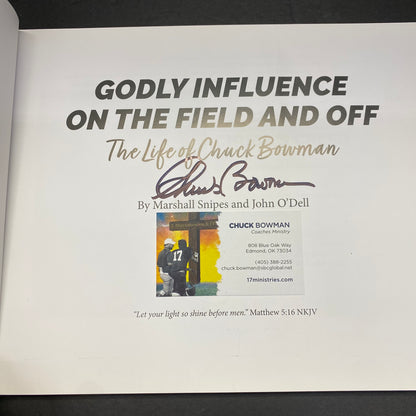 GODLY INFLUENCE
ON THE FIELD AND OFF
The Life of Chuck Bowman
Chuck Bowman
By Marshall Snipes and John O'Dell
CHUCK BOWMAN
Coaches Ministry
808 Blue Oak Way
Edmond, OK 73034
(405) 388-2255
chuck.bowman@sbcglobal.net
17ministries.com
17
"Let your light so shine before men." Matthew 5:16 NKJV